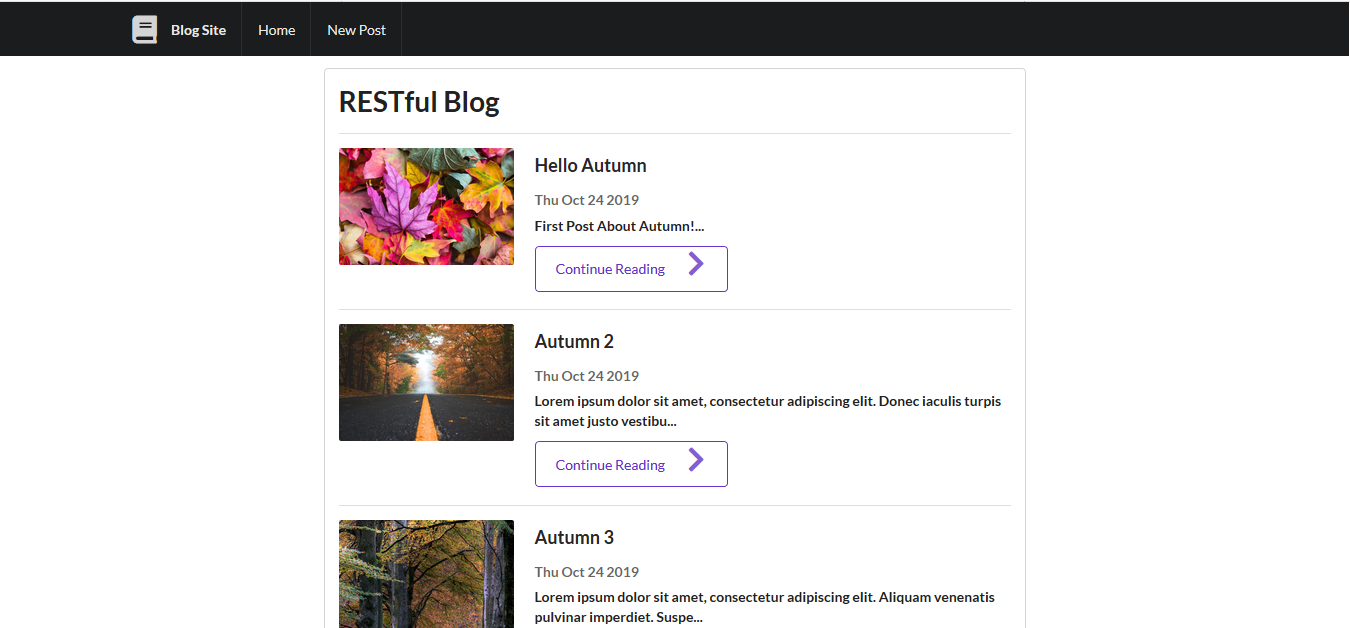 Blog Site Home New Post
RESTful Blog
Hello Autumn
Thu Oct 24 2019
First Post About Autumn!...
Continue Reading
Autumn 2
Thu Oct 24 2019
Lorem ipsum dolor sit amet, consectetur adipiscing elit. Donec iaculis turpis
sit amet justo vestibu...
Continue Reading
Autumn 3
Thu Oct 24 2019
Lorem ipsum dolor sit amet, consectetur adipiscing elit. Aliquam venenatis
pulvinar imperdiet. Suspe...